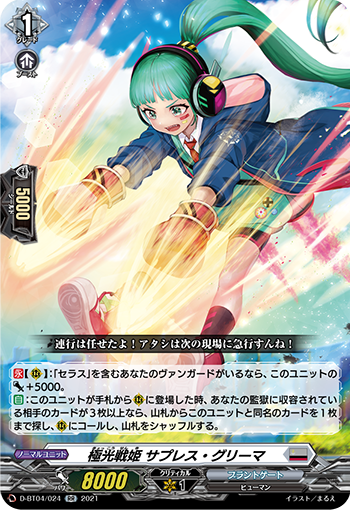 1
グレード
ブースト
5000
シールド
連行は任せたよ！アタシは次の現場に急行すんね！
永【R】：「セラス」を含むあなたのヴァンガードがいるなら、このユニットの
+5000。
自：このユニットが手札からRに登場した時、あなたの監獄に収容されてい
る相手のカードが３枚以上なら、山札からこのユニットと同名のカードを１枚
まで探し、Rにコールし、山札をシャッフルする。
ノーマルユニット
極光戦姫 サプレス・グリーマ
パワー
8000
クリティカル
1
ブラントゲート
ヒューマン
D-BT04/024 RR 2021
イラスト／まるえ